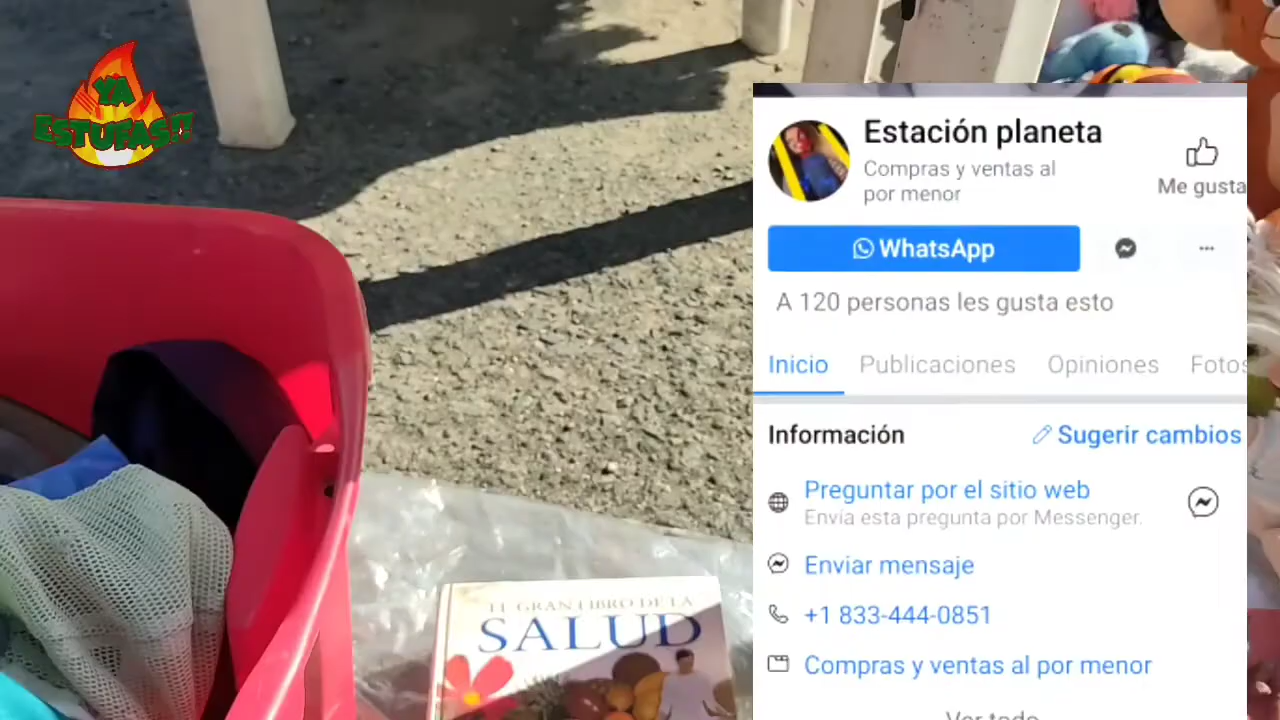 YA
ESTUFAS!!
Estación planeta
Compras y ventas al
por menor
Me gusta
WhatsApp
A 120 personas les gusta esto
Inicio Publicaciones Opiniones Fotos
Información
Sugerir cambios
Preguntar por el sitio web
Envía esta pregunta por Messenger.
Enviar mensaje
+1 833-444-0851
Compras y ventas al por menor
Ver todo
EL GRAN LIBRO DE LA
SALUD